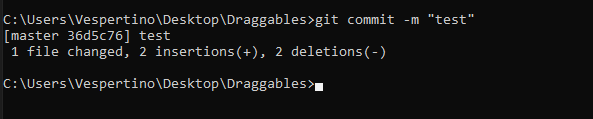 C:\Users\Vespertino\Desktop\Draggables>git commit -m "test"
[master 36d5c76] test
 1 file changed, 2 insertions(+), 2 deletions(-)
C:\Users\Vespertino\Desktop\Draggables>